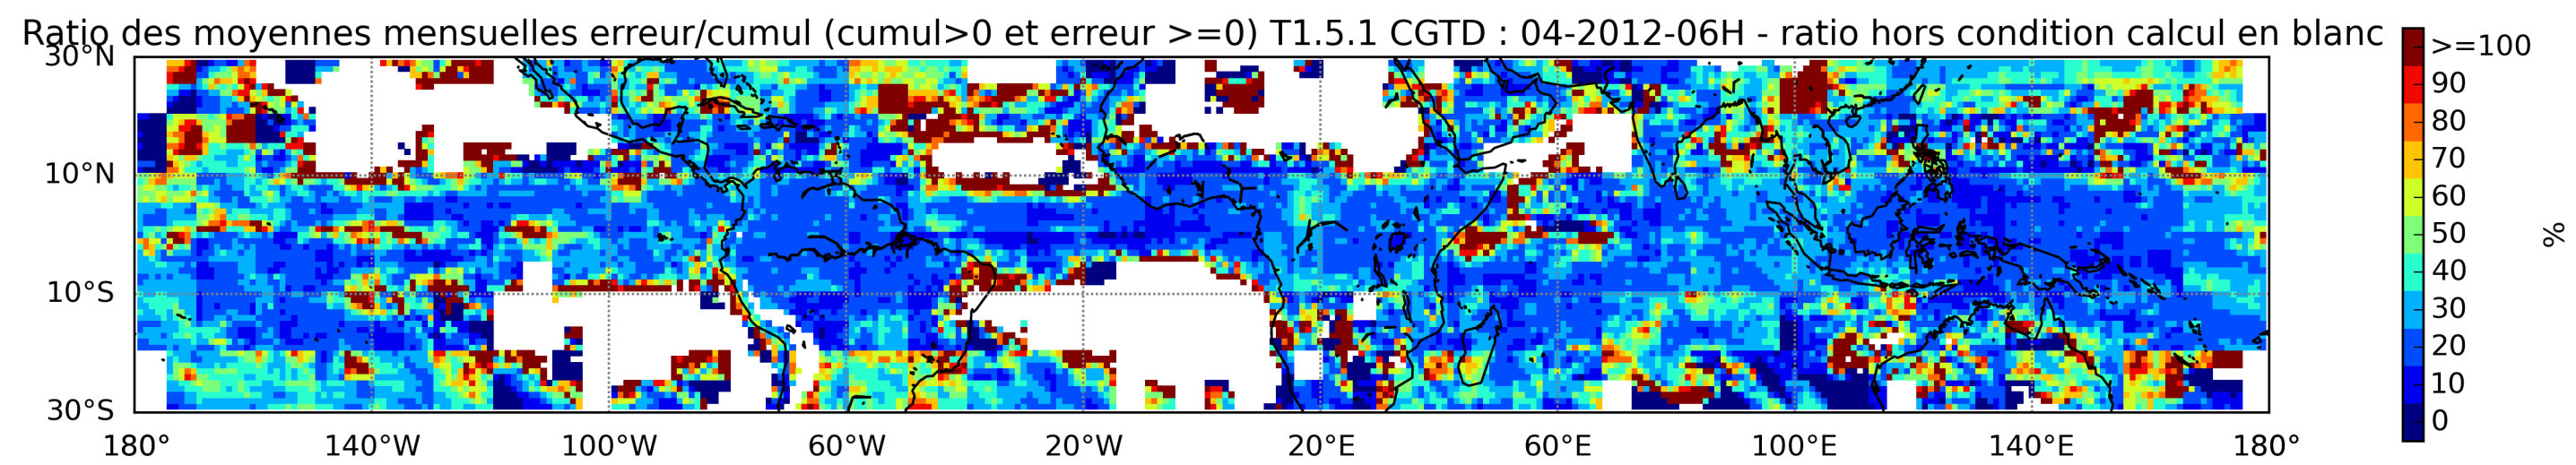 Ratio des moyennes mensuelles erreur/cumul (cumul>0 et erreur >=0) T1.5.1 CGTD : 04-2012-06H - ratio hors condition calcul en blanc
30°N
10°N
10°S
30°S
180°
140°W
100°W
60°W
20°W
20°E
60°E
100°E
140°E
180°
>=100
90
80
70
60
50
40
30
20
10
0
%